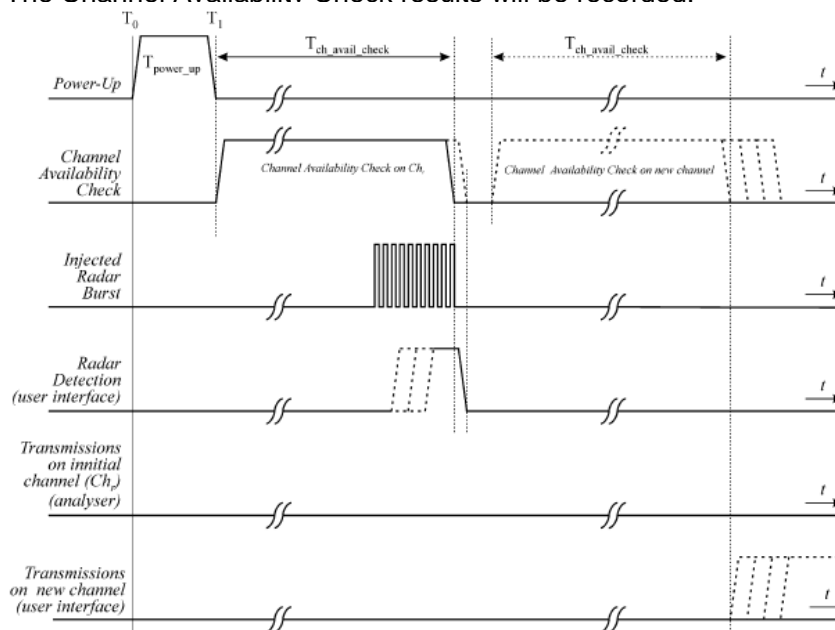 The Channel Availability Check results will be recorded.
T0 T1
Tch_avail_check
Tch_avail_check
Tpower_up
Power-Up
t
Channel
Availability
Check
Channel Availability Check on Chr
Channel Availability Check on new channel
t
Injected
Radar
Burst
t
Radar
Detection
(user interface)
t
Transmissions
on innitial
channel (Chr)
(analyser)
t
Transmissions
on new channel
(user interface)
t